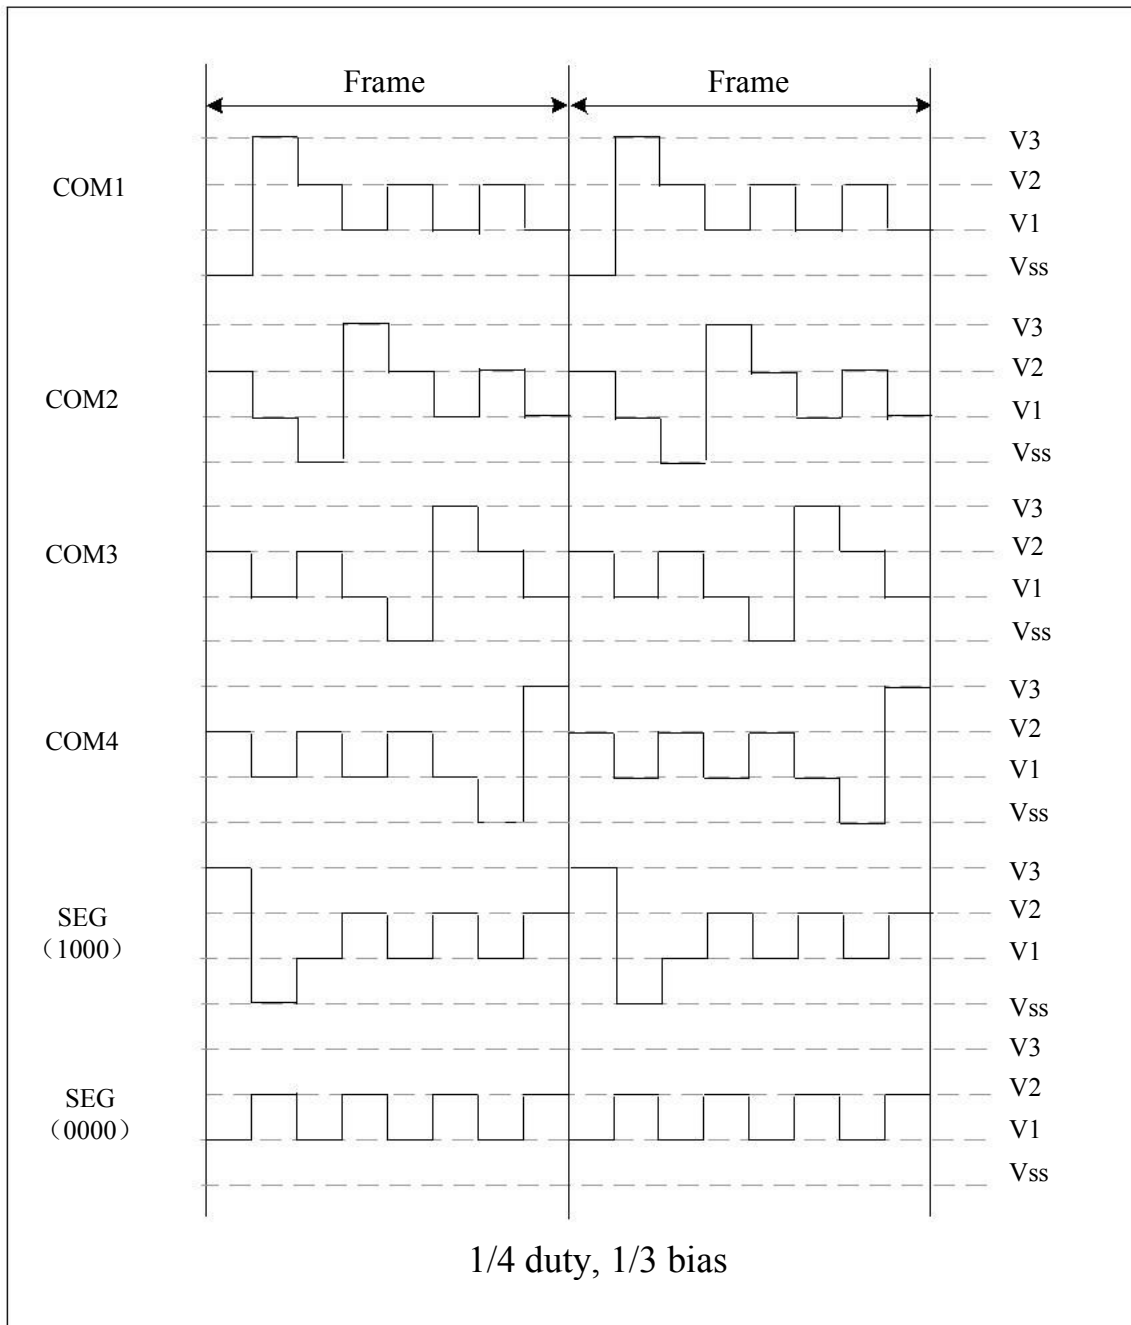 Frame Frame
COM1
V3
V2
V1
Vss
COM2
V3
V2
V1
Vss
COM3
V3
V2
V1
Vss
COM4
V3
V2
V1
Vss
SEG
（1000）
V3
V2
V1
Vss
SEG
（0000）
V3
V2
V1
Vss
1/4 duty, 1/3 bias